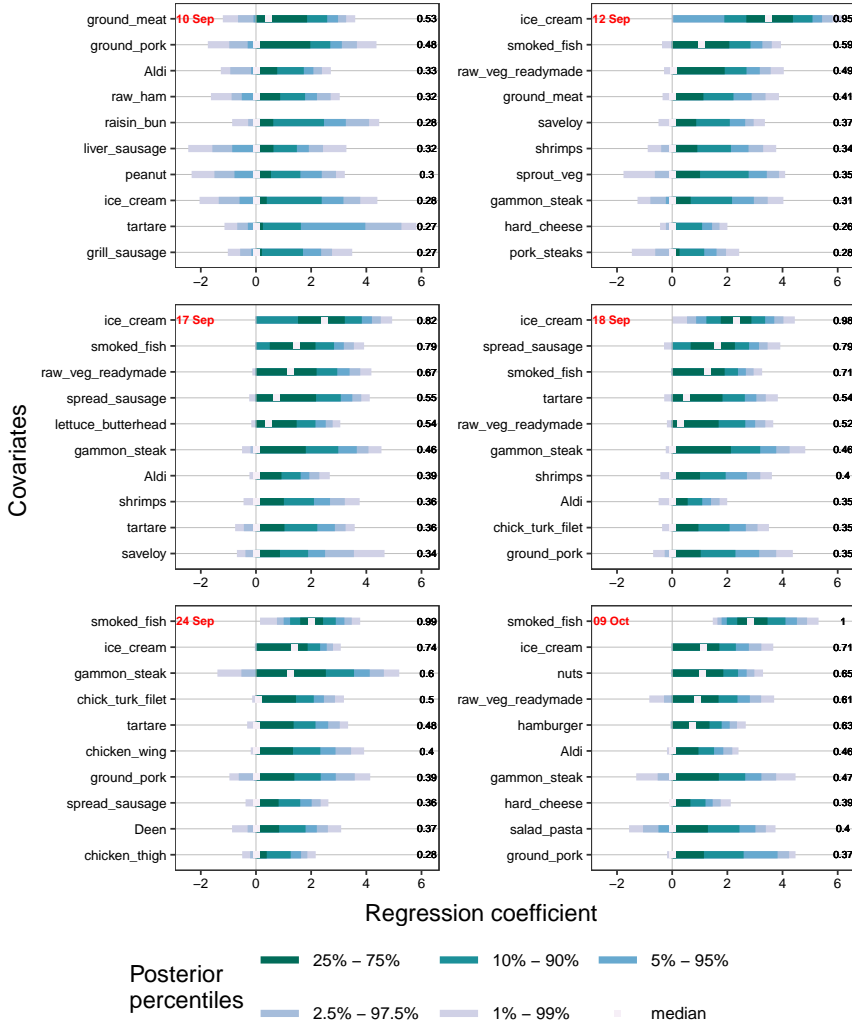 10 Sep
ground_meat 0.53
ground_pork 0.48
Aldi 0.33
raw_ham 0.32
raisin_bun 0.28
liver_sausage 0.32
peanut 0.3
ice_cream 0.28
tartare 0.27
grill_sausage 0.27
−2 0 2 4 6
12 Sep
ice_cream 0.95
smoked_fish 0.59
raw_veg_readymade 0.49
ground_meat 0.41
saveloy 0.37
shrimps 0.34
sprout_veg 0.35
gammon_steak 0.31
hard_cheese 0.26
pork_steaks 0.28
−2 0 2 4 6
17 Sep
ice_cream 0.82
smoked_fish 0.79
raw_veg_readymade 0.67
spread_sausage 0.55
lettuce_butterhead 0.54
gammon_steak 0.46
Aldi 0.39
shrimps 0.36
tartare 0.36
saveloy 0.34
−2 0 2 4 6
18 Sep
ice_cream 0.98
spread_sausage 0.79
smoked_fish 0.71
tartare 0.54
raw_veg_readymade 0.52
gammon_steak 0.46
shrimps 0.4
Aldi 0.35
chick_turk_filet 0.35
ground_pork 0.35
−2 0 2 4 6
24 Sep
smoked_fish 0.99
ice_cream 0.74
gammon_steak 0.6
chick_turk_filet 0.5
tartare 0.48
chicken_wing 0.4
ground_pork 0.39
spread_sausage 0.36
Deen 0.37
chicken_thigh 0.28
−2 0 2 4 6
09 Oct
smoked_fish 1
ice_cream 0.71
nuts 0.65
raw_veg_readymade 0.61
hamburger 0.63
Aldi 0.46
gammon_steak 0.47
hard_cheese 0.39
salad_pasta 0.4
ground_pork 0.37
−2 0 2 4 6
Covariates
Regression coefficient
Posterior
percentiles
25% − 75% 10% − 90% 5% − 95%
2.5% − 97.5% 1% − 99% median